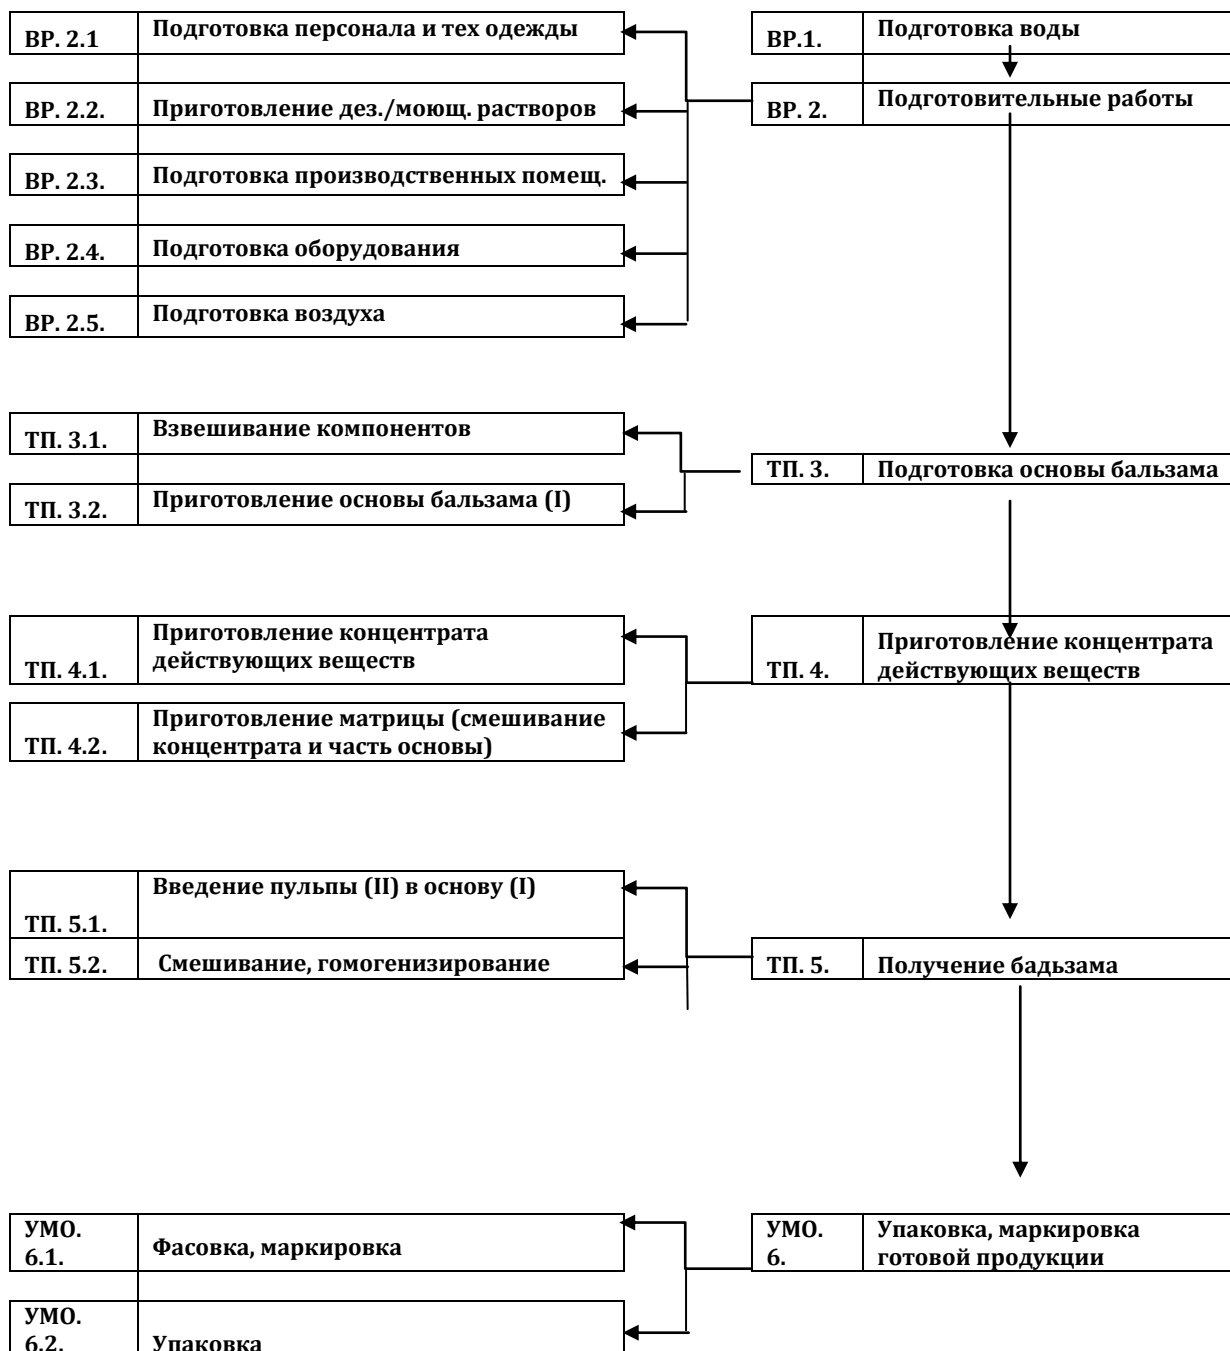 ВР. 2.1 Подготовка персонала и тех одежды
ВР.1. Подготовка воды
ВР. 2.2. Приготовление дез./моющ. растворов
ВР. 2. Подготовительные работы
ВР. 2.3. Подготовка производственных помещ.
ВР. 2.4. Подготовка оборудования
ВР. 2.5. Подготовка воздуха
ТП. 3.1. Взвешивание компонентов
ТП. 3. Подготовка основы бальзама
ТП. 3.2. Приготовление основы бальзама (I)
ТП. 4.1. Приготовление концентрата
действующих веществ
ТП. 4. Приготовление концентрата
действующих веществ
ТП. 4.2. Приготовление матрицы (смешивание
концентрата и часть основы)
ТП. 5.1. Введение пульпы (II) в основу (I)
ТП. 5.2. Смешивание, гомогенизирование
ТП. 5. Получение бадьзама
УМО.
6.1. Фасовка, маркировка
УМО.
6.
Упаковка, маркировка
готовой продукции
УМО.
6.2. Упаковка